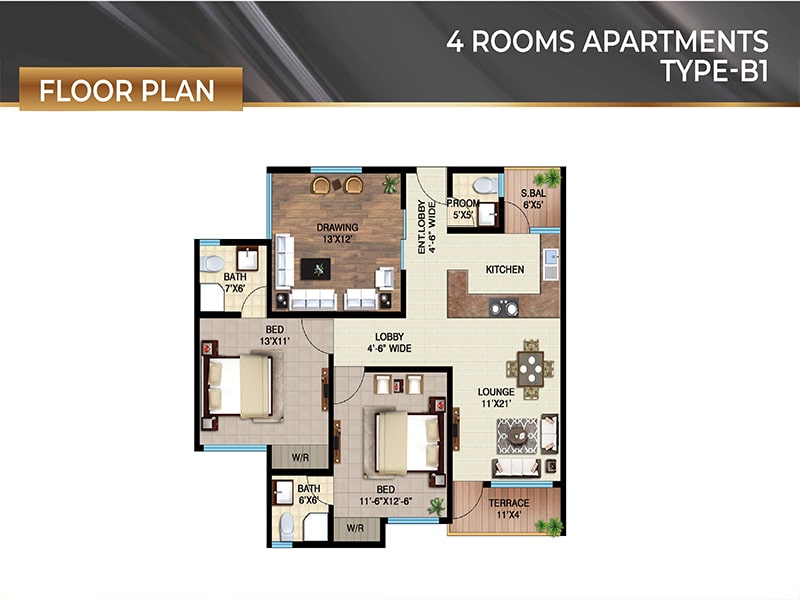 4 ROOMS APARTMENTS
TYPE-B1
FLOOR PLAN
DRAWING
13'X12'
ENT.LOBBY
4'-6" WIDE
P.ROOM
5'X5'
S.BAL
6'X5'
BATH
7'X6'
KITCHEN
BED
13'X11'
LOBBY
4'-6" WIDE
LOUNGE
11'X21'
W/R
BATH
6'X6'
BED
11'-6"X12'-6"
TERRACE
11'X4'
W/R